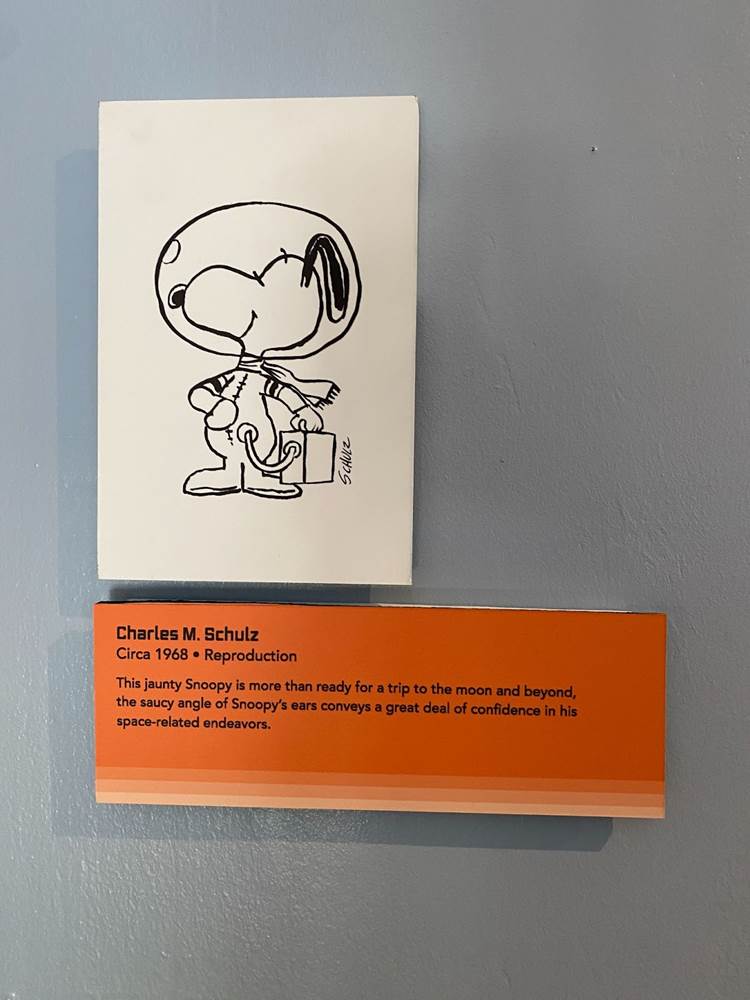 SCHULZ
Charles M. Schulz
Circa 1968 • Reproduction
This jaunty Snoopy is more than ready for a trip to the moon and beyond,
the saucy angle of Snoopy's ears conveys a great deal of confidence in his
space-related endeavors.